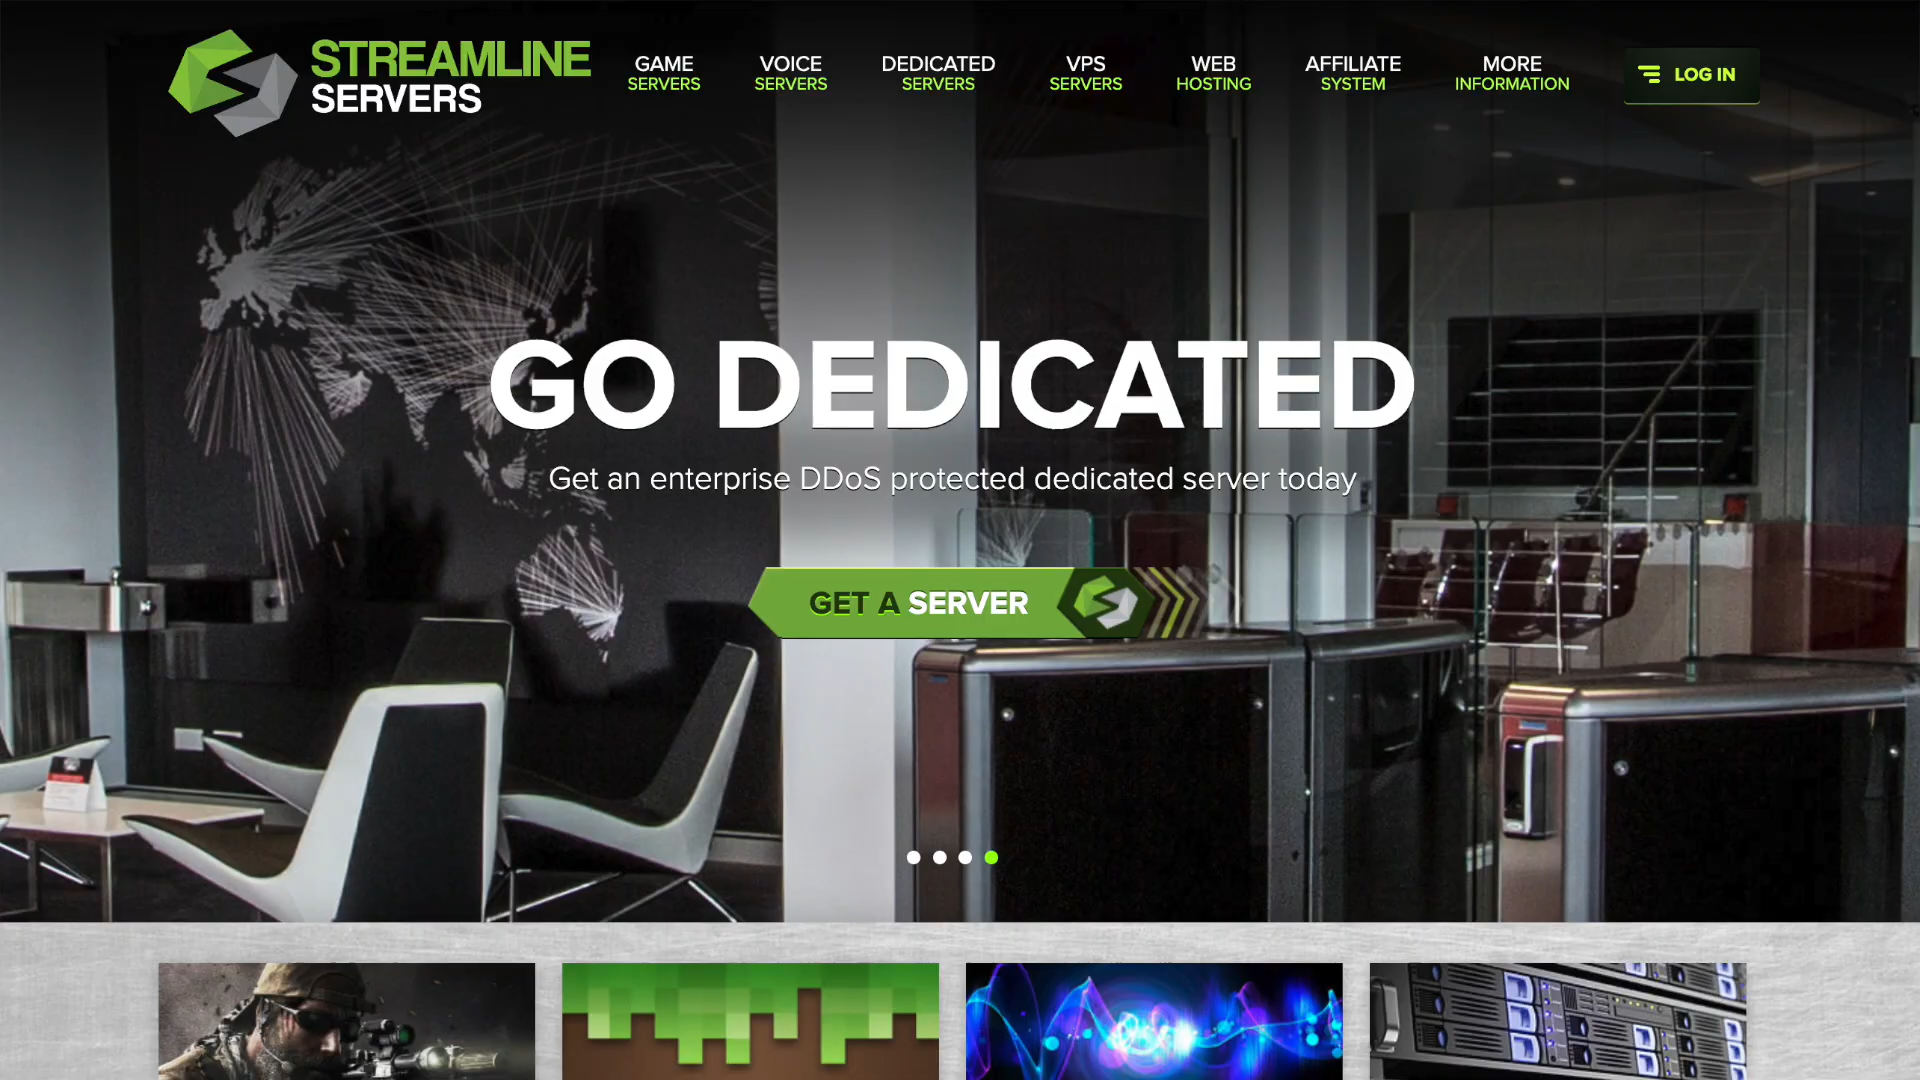 STREAMLINE
SERVERS
GAME
SERVERS
VOICE
SERVERS
DEDICATED
SERVERS
VPS
SERVERS
WEB
HOSTING
AFFILIATE
SYSTEM
MORE
INFORMATION
LOG IN
GO DEDICATED
Get an enterprise DDoS protected dedicated server today
GET A SERVER